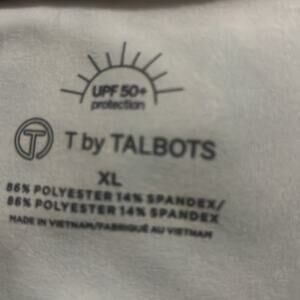 UPF 50+
protection
T T by TALBOTS
XL
86% POLYESTER 14% SPANDEX/
86% POLYESTER 14% SPANDEX
MADE IN VIETNAM/FABRIQUÉ AU VIETNAM